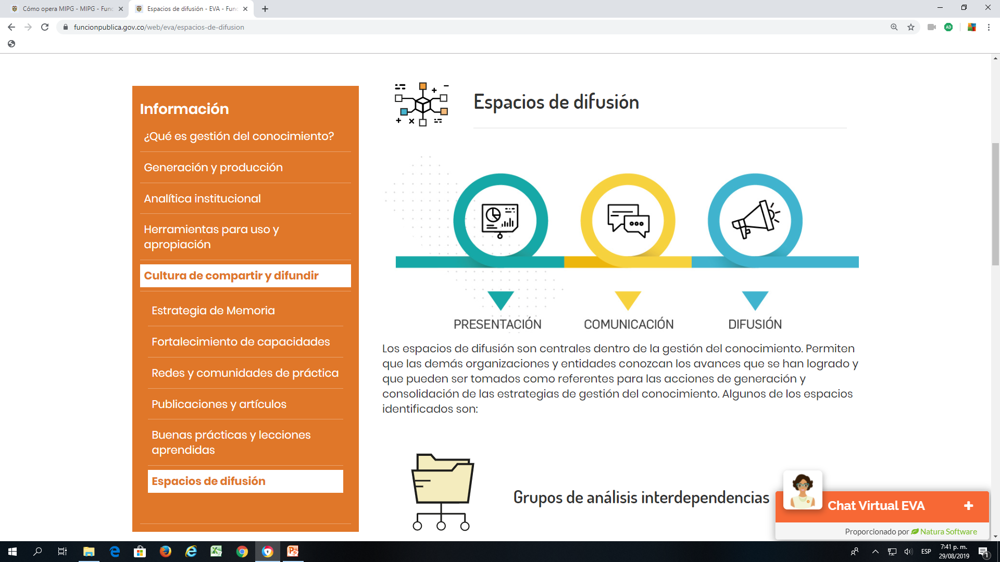 Cómo opera MIPG - MIPG - Func
Espacios de difusión - EVA - Func
funcionpublica.gov.co/web/eva/espacios-de-difusion
AD
Información
¿Qué es gestión del conocimiento?
Generación y producción
Analítica institucional
Herramientas para uso y
apropiación
Cultura de compartir y difundir
Estrategia de Memoria
Fortalecimiento de capacidades
Redes y comunidades de práctica
Publicaciones y artículos
Buenas prácticas y lecciones
aprendidas
Espacios de difusión
Espacios de difusión
PRESENTACIÓN
COMUNICACIÓN
DIFUSIÓN
Los espacios de difusión son centrales dentro de la gestión del conocimiento. Permiten
que las demás organizaciones y entidades conozcan los avances que se han logrado y
que pueden ser tomados como referentes para las acciones de generación y
consolidación de las estrategias de gestión del conocimiento. Algunos de los espacios
identificados son:
Grupos de análisis interdependencias
Chat Virtual EVA
Proporcionado por Natura Software
ESP
7:41 p. m.
29/08/2019
1